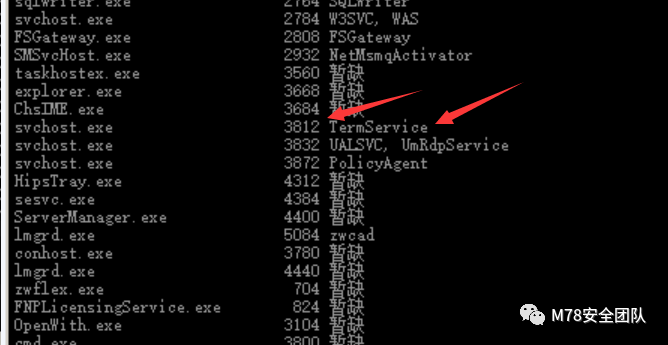 sqlwriter.exe 2764 SQLWriter
svchost.exe 2784 W3SVC, WAS
FSGateway.exe 2808 FSGateway
SMSvcHost.exe 2932 NetMsmqActivator
taskhostex.exe 3560 暂缺
explorer.exe 3668 暂缺
ChsIME.exe 3684 暂缺
svchost.exe 3812 TermService
svchost.exe 3832 UALSVC, UmRdpService
svchost.exe 3872 PolicyAgent
HipsTray.exe 4312 暂缺
sesvc.exe 4384 暂缺
ServerManager.exe 4400 暂缺
lmgrd.exe 5084 zwcad
conhost.exe 3780 暂缺
lmgrd.exe 4440 暂缺
zwflex.exe 704 暂缺
FNPLicensingService.exe 824 暂缺
OpenWith.exe 3104 暂缺
cmd.exe 3800 暂缺
M78安全团队